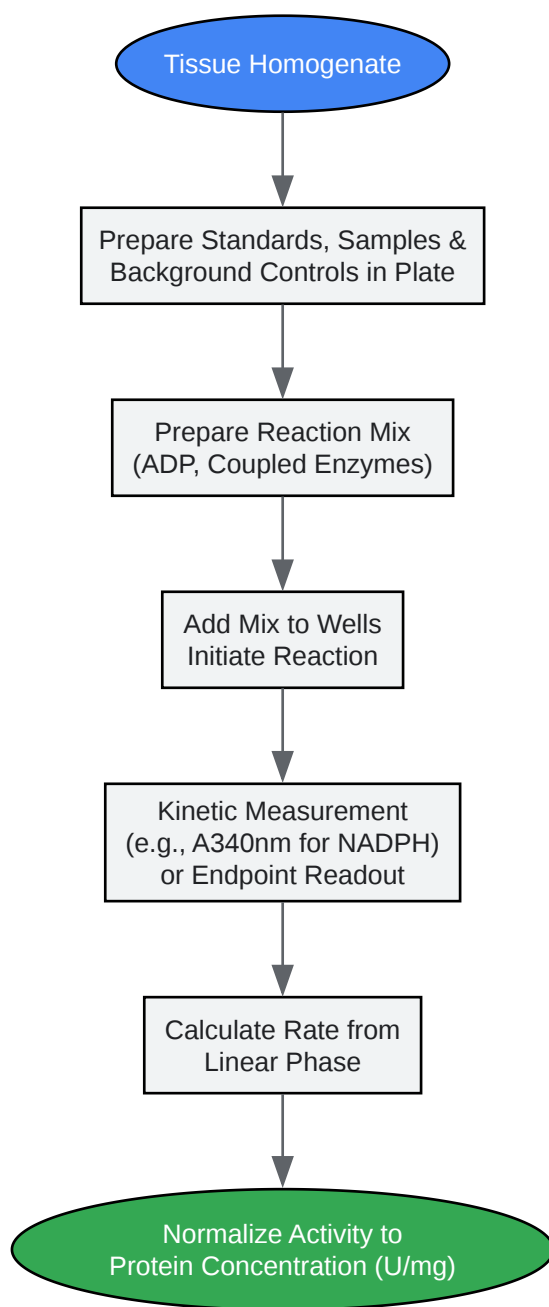 Tissue Homogenate
Prepare Standards, Samples &
Background Controls in Plate
Prepare Reaction Mix
(ADP, Coupled Enzymes)
Add Mix to Wells
Initiate Reaction
Kinetic Measurement
(e.g., A340nm for NADPH)
or Endpoint Readout
Calculate Rate from
Linear Phase
Normalize Activity to
Protein Concentration (U/mg)